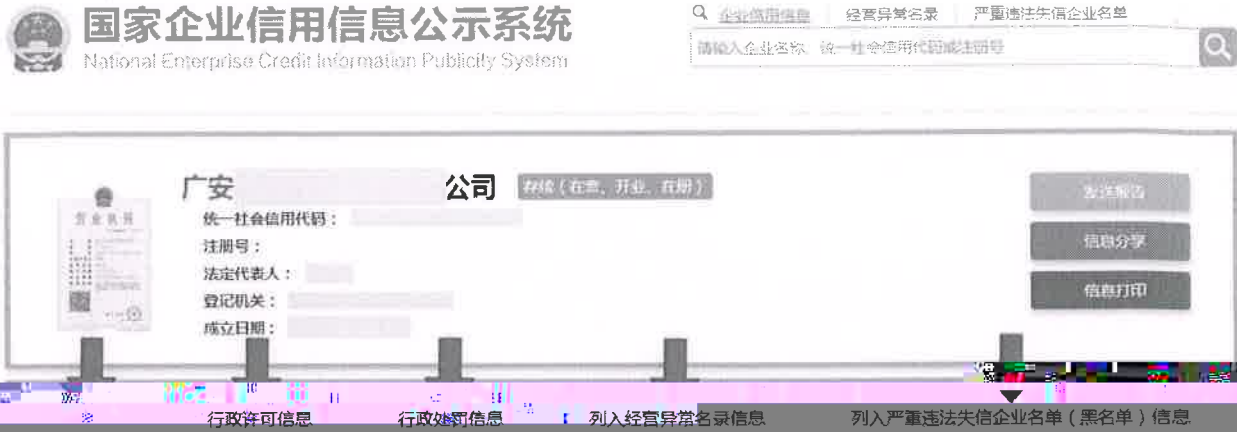 国家企业信用信息公示系统
National Enterprise Credit Information Publicity System
企业信用信息 经营异常名录 严重违法失信企业名单
请输入企业名称、统一社会信用代码或注册号
广安 公司 存续（在营、开业、在册）
营业执照
统一社会信用代码：
注册号：
法定代表人：
登记机关：
成立日期：
发送报告
信息分享
信息打印
行政许可信息 行政处罚信息 列入经营异常名录信息 列入严重违法失信企业名单（黑名单）信息